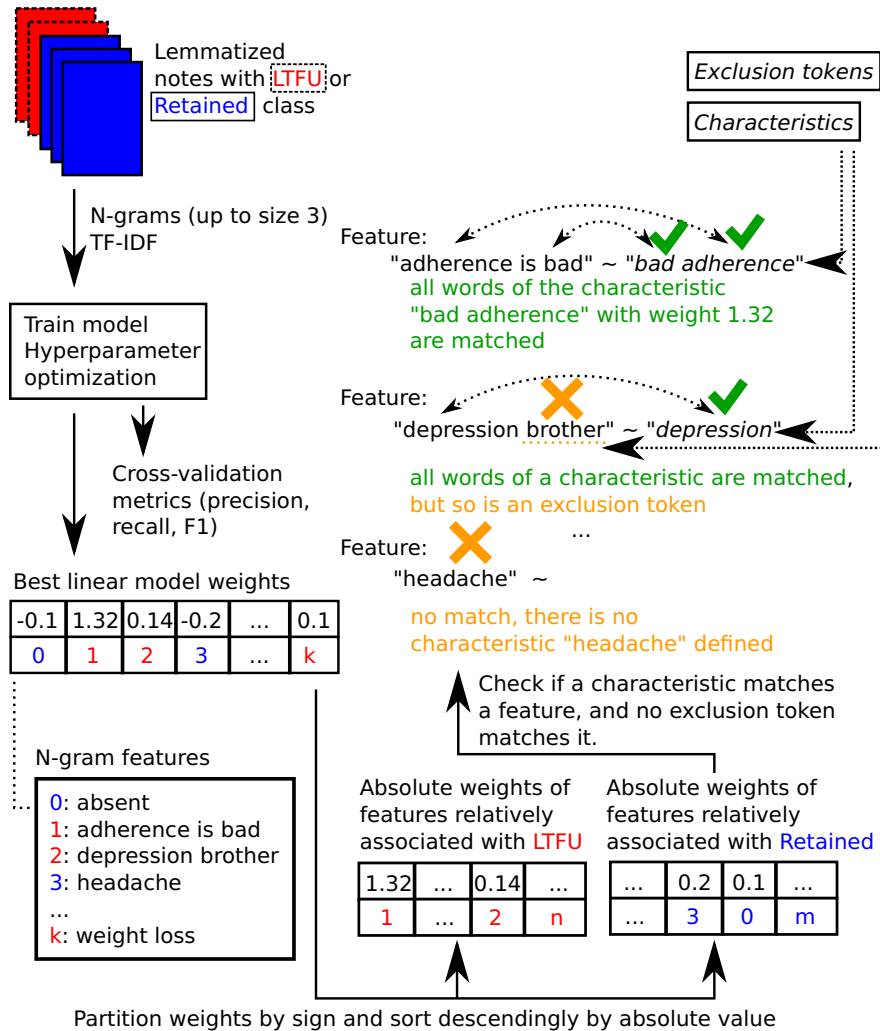 Lemmatized
notes with LTFU or
Retained class
Exclusion tokens
Characteristics
N-grams (up to size 3)
TF-IDF
Train model
Hyperparameter
optimization
Cross-validation
metrics (precision,
recall, F1)
Best linear model weights
-0.1 1.32 0.14 -0.2 ... 0.1
0 1 2 3 ... k
N-gram features
0: absent
1: adherence is bad
2: depression brother
3: headache
...
k: weight loss
Feature:
"adherence is bad" ~ "bad adherence"
all words of the characteristic
"bad adherence" with weight 1.32
are matched
Feature:
"depression brother" ~ "depression"
all words of a characteristic are matched,
but so is an exclusion token
...
Feature:
"headache" ~
no match, there is no
characteristic "headache" defined
Check if a characteristic matches
a feature, and no exclusion token
matches it.
Absolute weights of
features relatively
associated with LTFU
1.32 ... 0.14 ...
1 ... 2 n
Absolute weights of
features relatively
associated with Retained
... 0.2 0.1 ...
... 3 0 m
Partition weights by sign and sort descendingly by absolute value